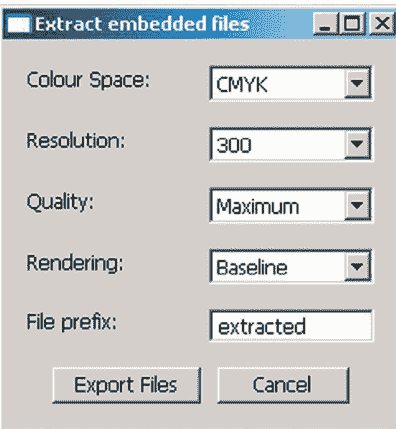 Extract embedded files
Colour Space: CMYK
Resolution: 300
Quality: Maximum
Rendering: Baseline
File prefix: extracted
Export Files Cancel